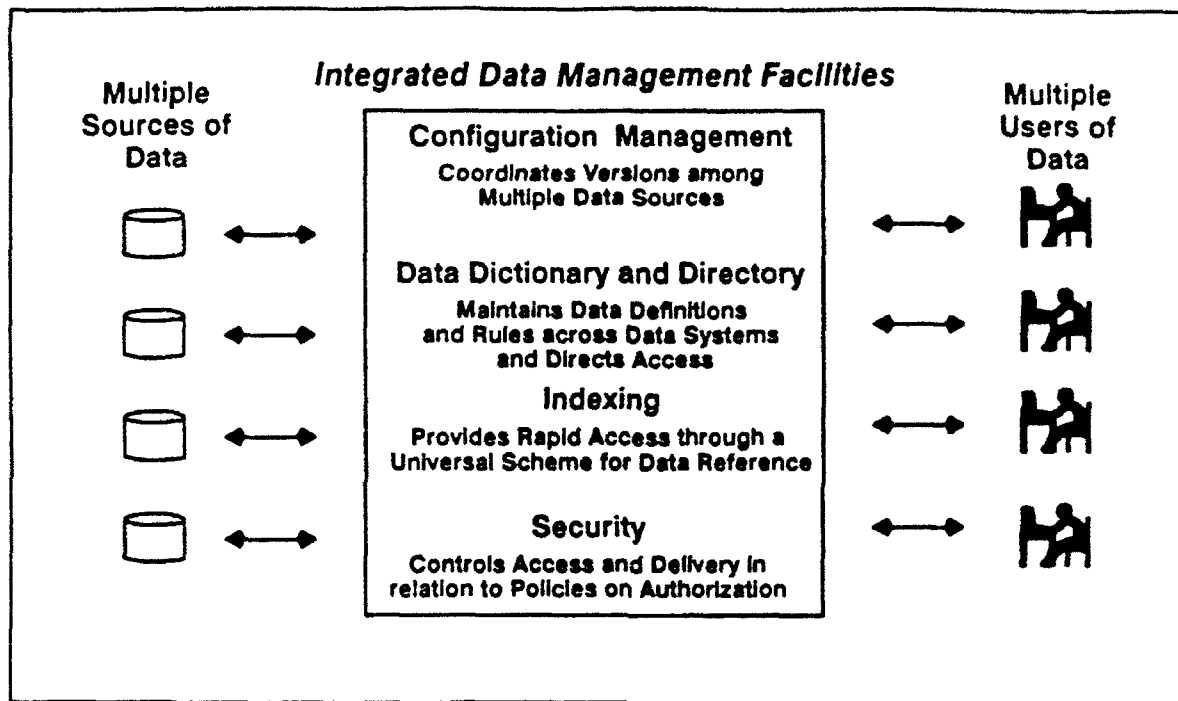 Integrated Data Management Facilities
Multiple
Sources of
Data
Configuration Management
Coordinates Versions among
Multiple Data Sources
Data Dictionary and Directory
Maintains Data Definitions
and Rules across Data Systems
and Directs Access
Indexing
Provides Rapid Access through a
Universal Scheme for Data Reference
Security
Controls Access and Delivery in
relation to Policies on Authorization
Multiple
Users of
Data